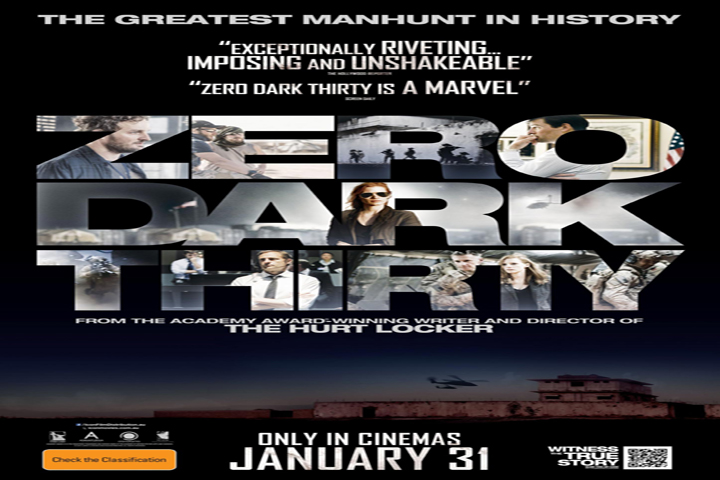 THE GREATEST MANHUNT IN HISTORY
“EXCEPTIONALLY RIVETING...
IMPOSING AND UNSHAKEABLE”
THE HOLLYWOOD REPORTER
“ZERO DARK THIRTY IS A MARVEL”
SCREEN DAILY
ZERO
DARK
THIRTY
FROM THE ACADEMY AWARD-WINNING WRITER AND DIRECTOR OF
THE HURT LOCKER
ONLY IN CINEMAS
JANUARY 31
Check the Classification
WITNESS
THE
TRUE
STORY